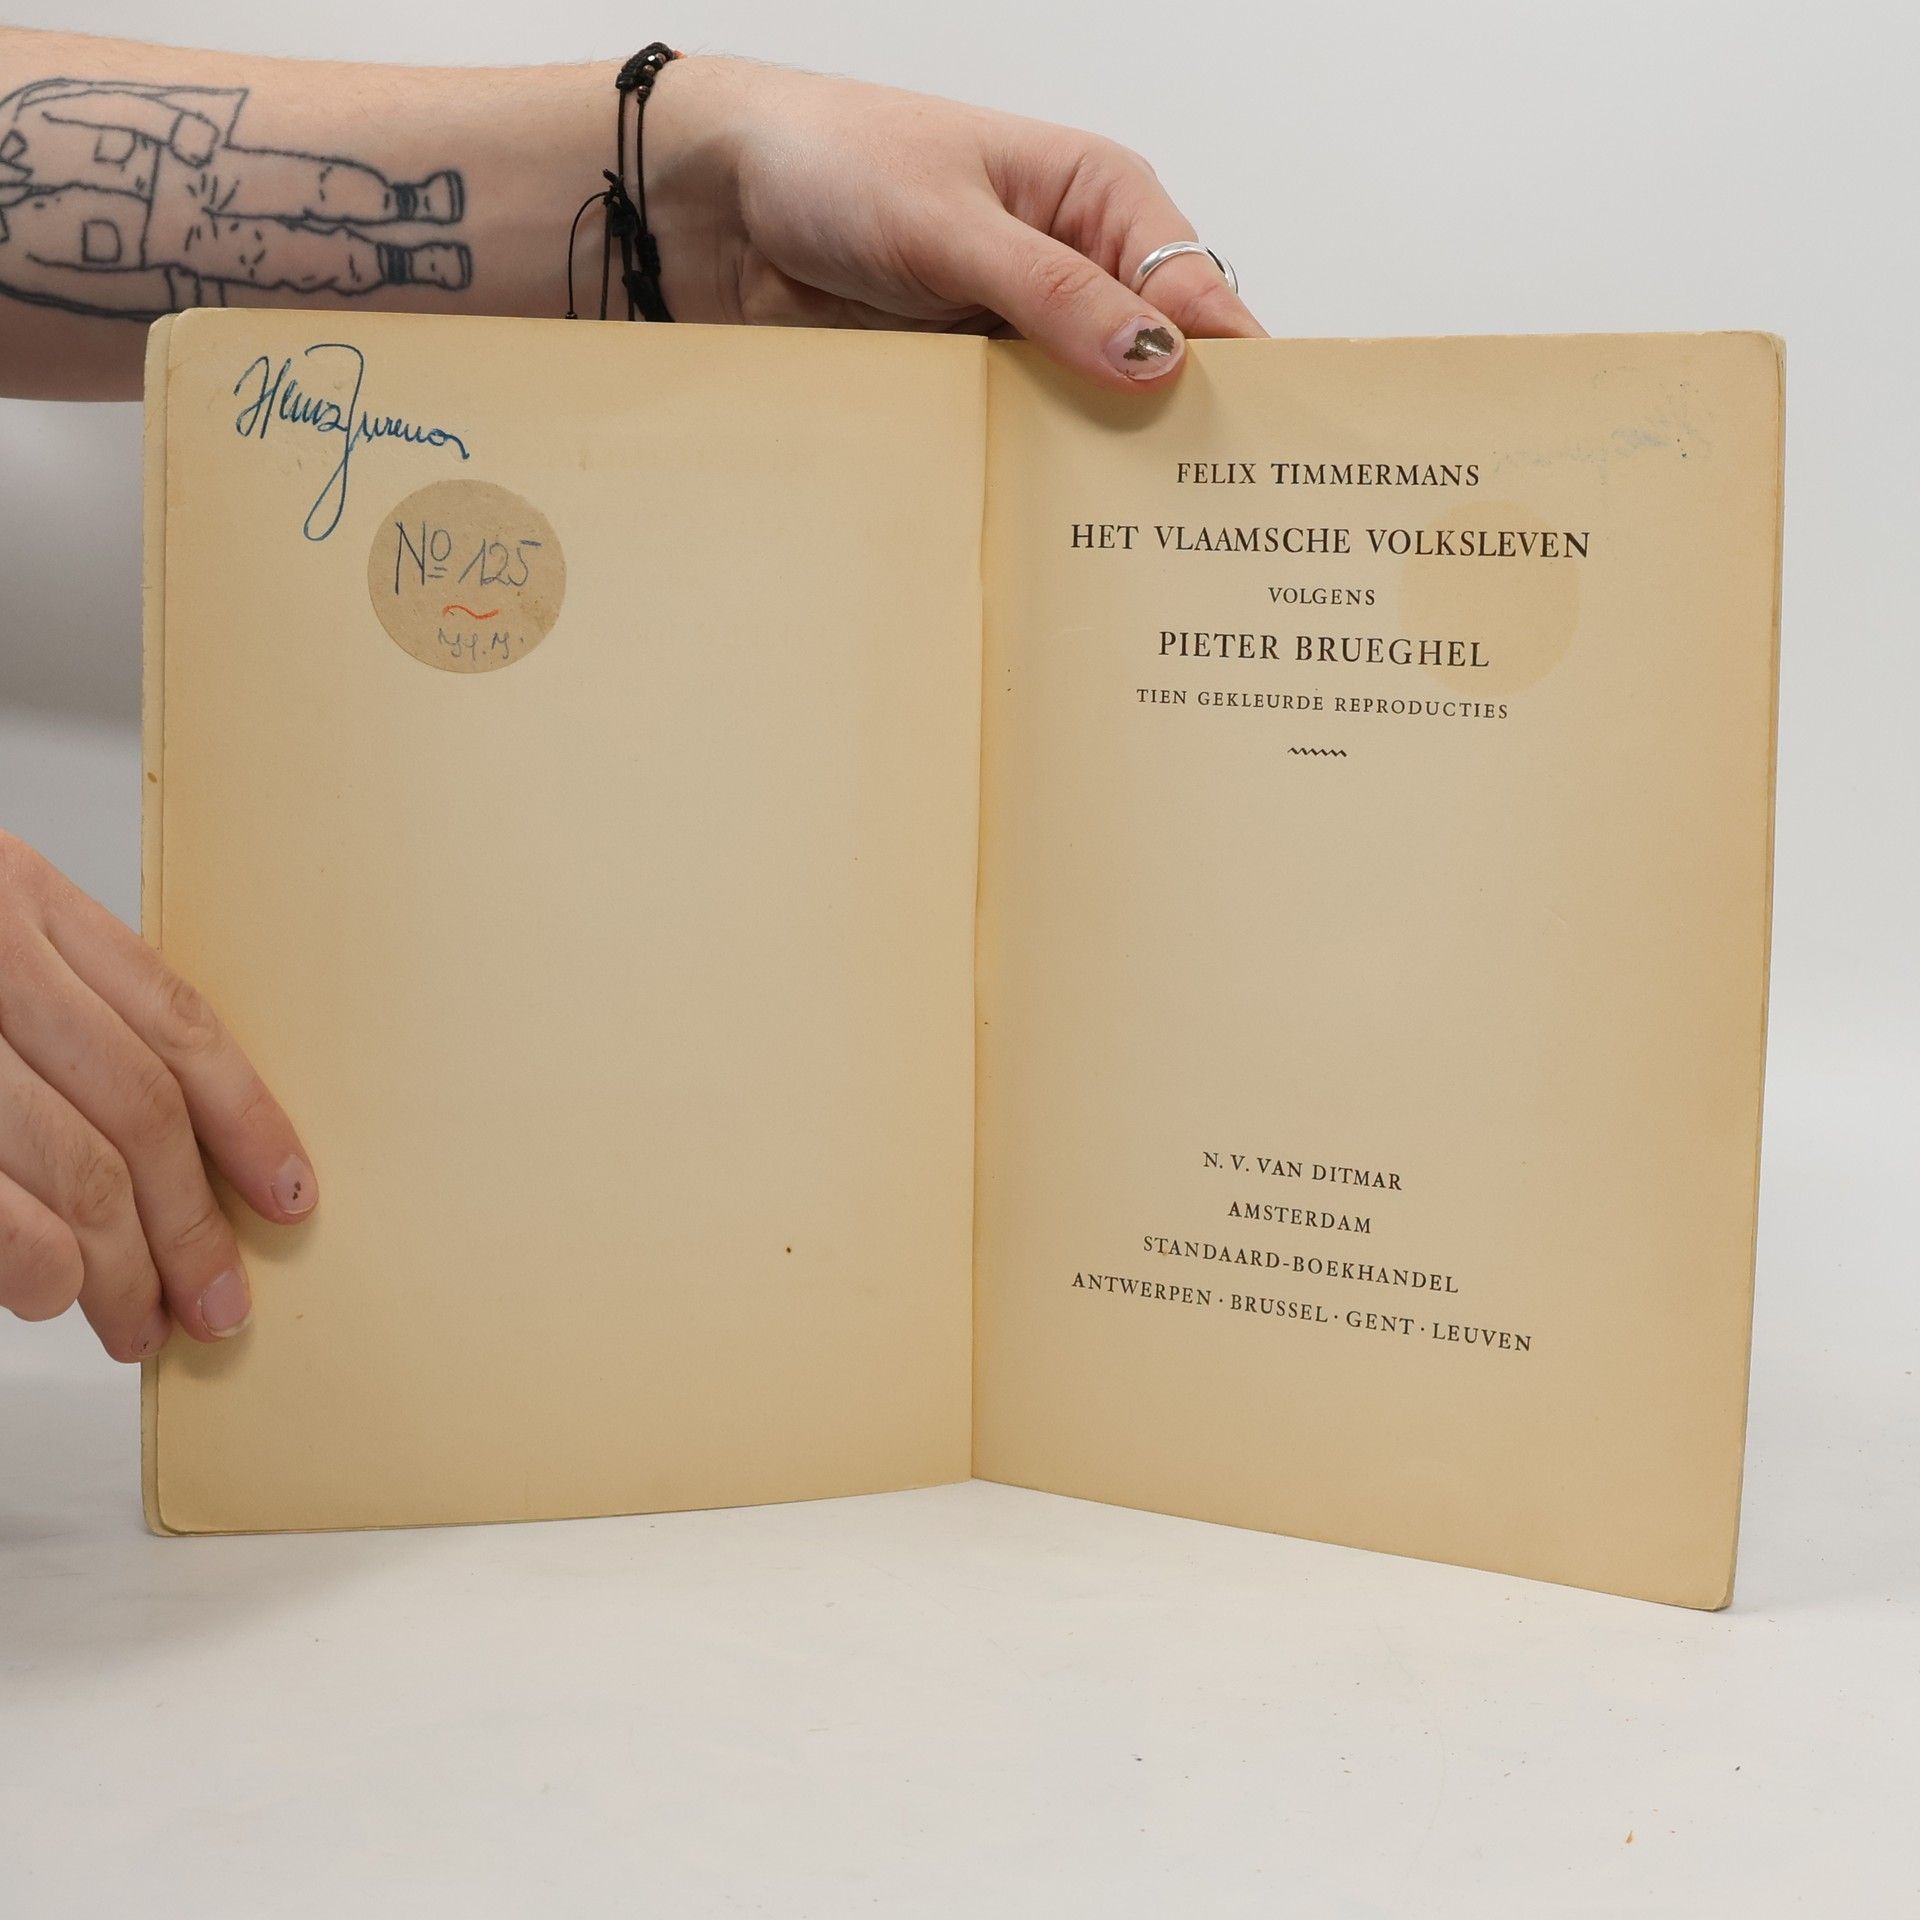 No 125
FELIX TIMMERMANS
HET VLAAMSCHE VOLKSLEVEN
VOLGENS
PIETER BRUEGHEL
TIEN GEKLEURDE REPRODUCTIES
N. V. VAN DITMAR
AMSTERDAM
STANDAARD-BOEKHANDEL
ANTWERPEN · BRUSSEL · GENT · LEUVEN